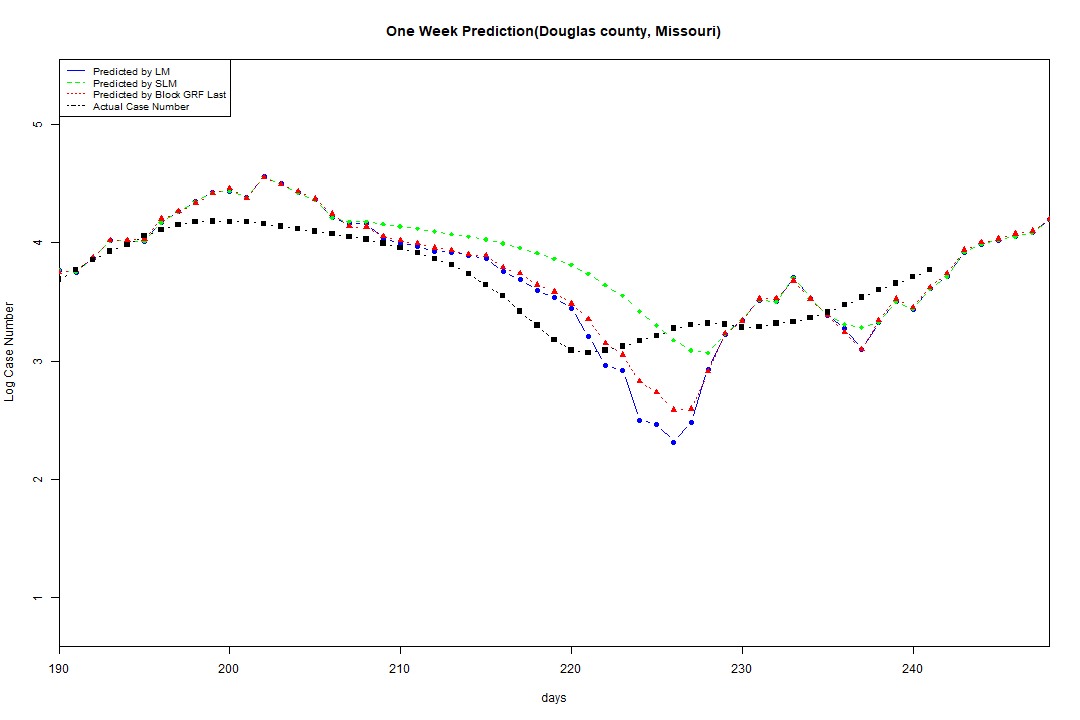 One Week Prediction(Douglas county, Missouri)
Predicted by LM
Predicted by SLM
Predicted by Block GRF Last
Actual Case Number
5
4
3
2
1
Log Case Number
190 200 210 220 230 240
days